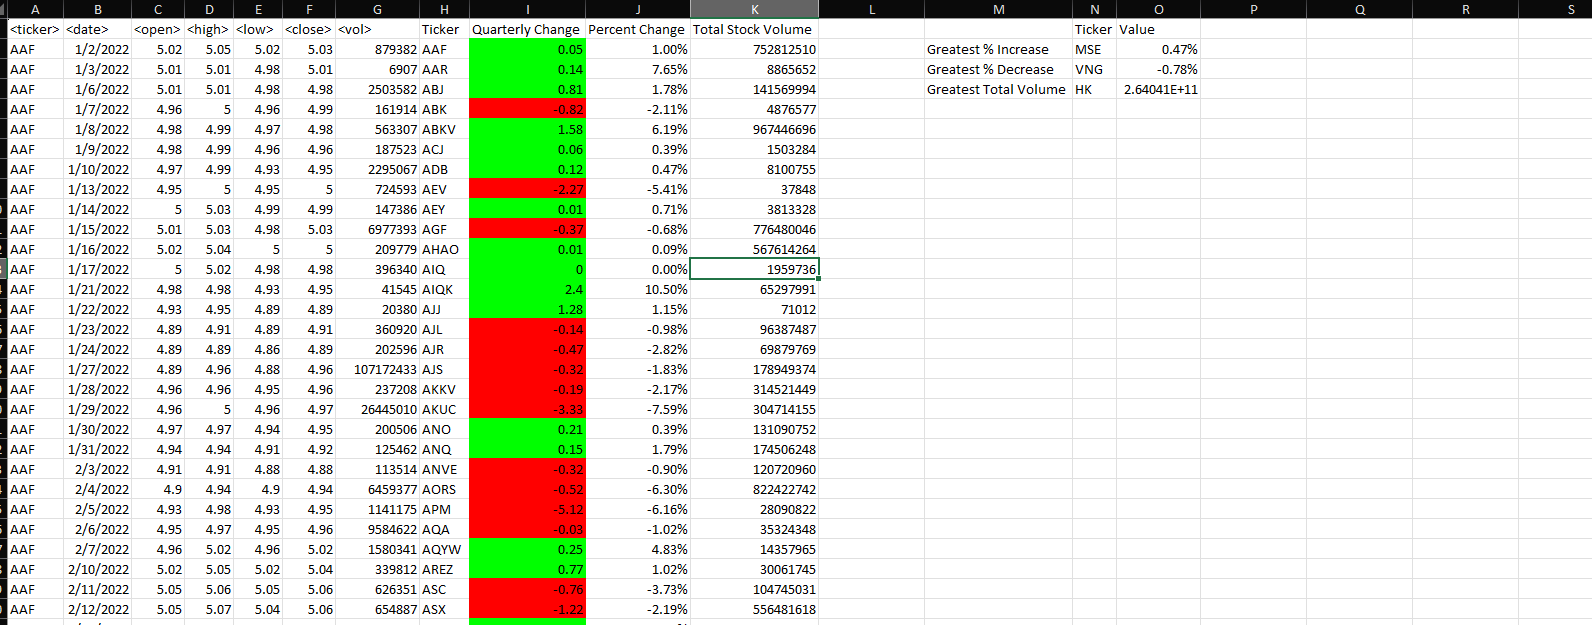 A B C D E F G H I J K L M N O P Q R S
<ticker> <date> <open> <high> <low> <close> <vol> Ticker Quarterly Change Percent Change Total Stock Volume Ticker Value
AAF 1/2/2022 5.02 5.05 5.02 5.03 879382 AAF 0.05 1.00% 752812510 Greatest % Increase MSE 0.47%
AAF 1/3/2022 5.01 5.01 4.98 5.01 6907 AAR 0.14 7.65% 8865652 Greatest % Decrease VNG -0.78%
AAF 1/6/2022 5.01 5.01 4.98 4.98 2503582 ABJ 0.81 1.78% 141569994 Greatest Total Volume HK 2.64041E+11
AAF 1/7/2022 4.96 5 4.96 4.99 161914 ABK -0.82 -2.11% 4876577
AAF 1/8/2022 4.98 4.99 4.97 4.98 563307 ABKV 1.58 6.19% 967446696
AAF 1/9/2022 4.98 4.99 4.96 4.96 187523 ACJ 0.06 0.39% 1503284
AAF 1/10/2022 4.97 4.99 4.93 4.95 2295067 ADB 0.12 0.47% 8100755
AAF 1/13/2022 4.95 5 4.95 5 724593 AEV -2.27 -5.41% 37848
AAF 1/14/2022 5 5.03 4.99 4.99 147386 AEY 0.01 0.71% 3813328
AAF 1/15/2022 5.01 5.03 4.98 5.03 6977393 AGF -0.37 -0.68% 776480046
AAF 1/16/2022 5.02 5.04 5 5 209779 AHAO 0.01 0.09% 567614264
AAF 1/17/2022 5 5.02 4.98 4.98 396340 AIQ 0 0.00% 1959736
AAF 1/21/2022 4.98 4.98 4.93 4.95 41545 AIQK 2.4 10.50% 65297991
AAF 1/22/2022 4.93 4.95 4.89 4.89 20380 AJJ 1.28 1.15% 71012
AAF 1/23/2022 4.89 4.91 4.89 4.91 360920 AJL -0.14 -0.98% 96387487
AAF 1/24/2022 4.89 4.89 4.86 4.89 202596 AJR -0.47 -2.82% 69879769
AAF 1/27/2022 4.89 4.96 4.88 4.96 107172433 AJS -0.32 -1.83% 178949374
AAF 1/28/2022 4.96 4.96 4.95 4.96 237208 AKKV -0.19 -2.17% 314521449
AAF 1/29/2022 4.96 5 4.96 4.97 26445010 AKUC -3.33 -7.59% 304714155
AAF 1/30/2022 4.97 4.97 4.94 4.95 200506 ANO 0.21 0.39% 131090752
AAF 1/31/2022 4.94 4.94 4.91 4.92 125462 ANQ 0.15 1.79% 174506248
AAF 2/3/2022 4.91 4.91 4.88 4.88 113514 ANVE -0.32 -0.90% 120720960
AAF 2/4/2022 4.9 4.94 4.9 4.94 6459377 AORS -0.52 -6.30% 822422742
AAF 2/5/2022 4.93 4.98 4.93 4.95 1141175 APM -5.12 -6.16% 28090822
AAF 2/6/2022 4.95 4.97 4.95 4.96 9584622 AQA -0.03 -1.02% 35324348
AAF 2/7/2022 4.96 5.02 4.96 5.02 1580341 AQYW 0.25 4.83% 14357965
AAF 2/10/2022 5.02 5.05 5.02 5.04 339812 AREZ 0.77 1.02% 30061745
AAF 2/11/2022 5.05 5.06 5.05 5.06 626351 ASC -0.76 -3.73% 104745031
AAF 2/12/2022 5.05 5.07 5.04 5.06 654887 ASX -1.22 -2.19% 556481618